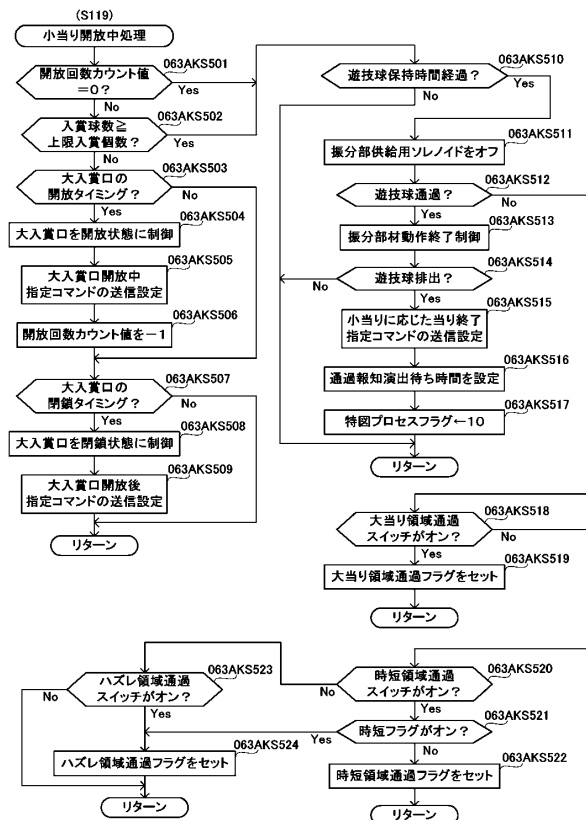 (S119)
小当り開放中処理
開放回数カウント値
=0?
063AKS501
Yes
No
入賞球数≧
上限入賞個数?
063AKS502
Yes
No
大入賞口の
開放タイミング?
063AKS503
No
Yes
大入賞口を開放状態に制御
063AKS504
大入賞口開放中
指定コマンドの送信設定
063AKS505
開放回数カウント値を-1
063AKS506
大入賞口の
閉鎖タイミング?
063AKS507
No
Yes
大入賞口を閉鎖状態に制御
063AKS508
大入賞口開放後
指定コマンドの送信設定
063AKS509
リターン
遊技球保持時間経過?
063AKS510
Yes
No
振分部供給用ソレノイドをオフ
063AKS511
遊技球通過?
063AKS512
No
Yes
振分部材動作終了制御
063AKS513
遊技球排出?
063AKS514
No
Yes
小当りに応じた当り終了
指定コマンドの送信設定
063AKS515
通過報知演出待ち時間を設定
063AKS516
特図プロセスフラグ←10
063AKS517
リターン
大当り領域通過
スイッチがオン?
063AKS518
No
Yes
大当り領域通過フラグをセット
063AKS519
リターン
時短領域通過
スイッチがオン?
063AKS520
No
Yes
時短フラグがオン?
063AKS521
Yes
No
時短領域通過フラグをセット
063AKS522
リターン
ハズレ領域通過
スイッチがオン?
063AKS523
No
Yes
ハズレ領域通過フラグをセット
063AKS524
リターン